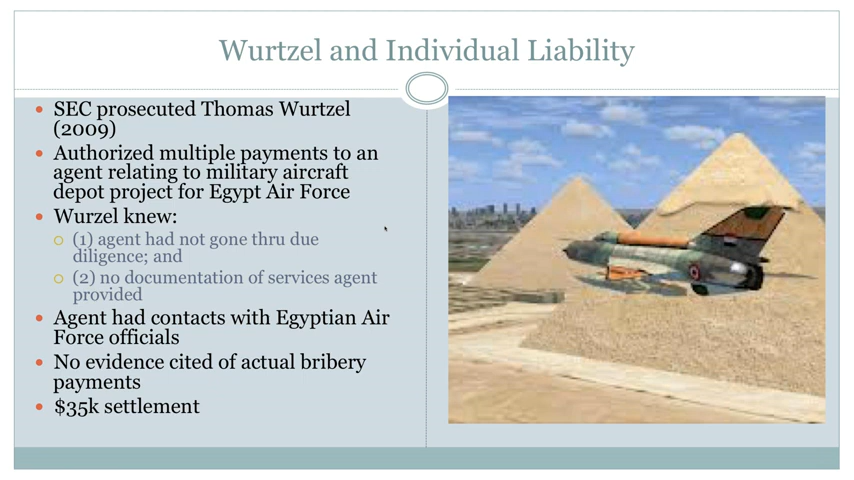 Wurtzel and Individual Liability
SEC prosecuted Thomas Wurtzel
(2009)
Authorized multiple payments to an
agent relating to military aircraft
depot project for Egypt Air Force
Wurzel knew:
(1) agent had not gone thru due
diligence; and
(2) no documentation of services agent
provided
Agent had contacts with Egyptian Air
Force officials
No evidence cited of actual bribery
payments
$35k settlement